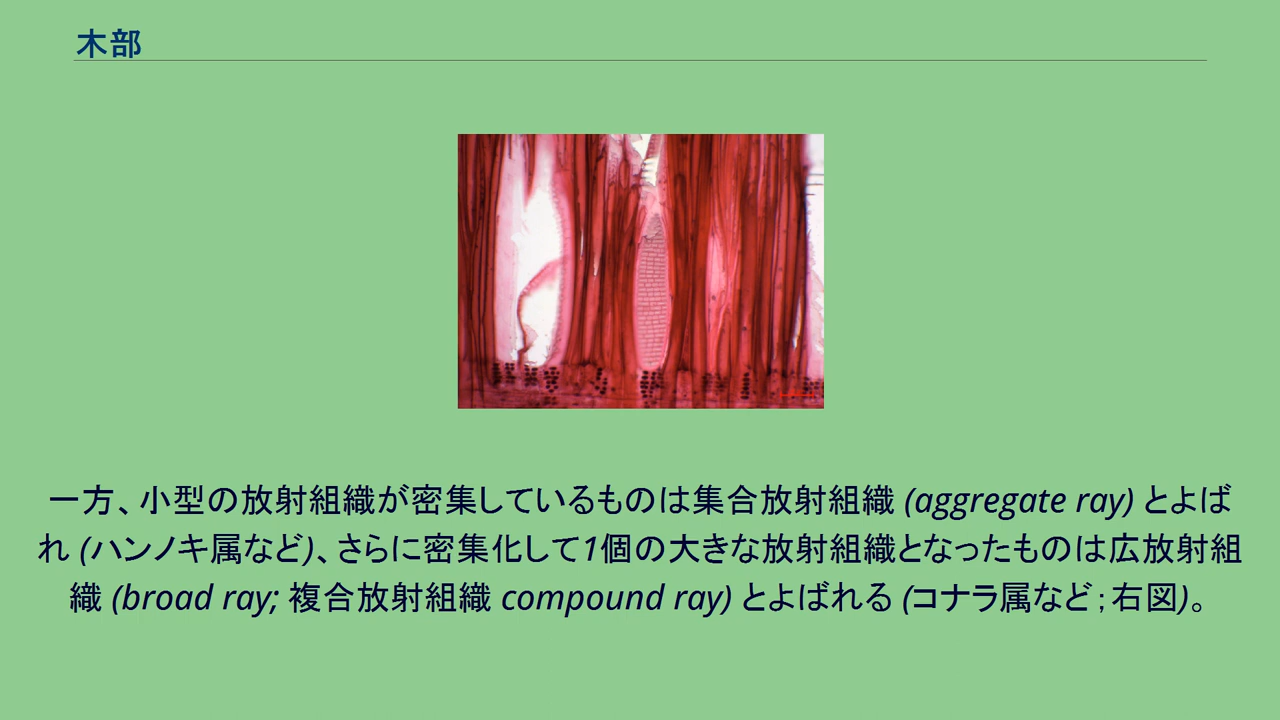 木部
一方、小型の放射組織が密集しているものは集合放射組織 (aggregate ray) とよば
れ (ハンノキ属など)、さらに密集化して1個の大きな放射組織となったものは広放射組
織 (broad ray; 複合放射組織 compound ray) とよばれる (コナラ属など；右図)。